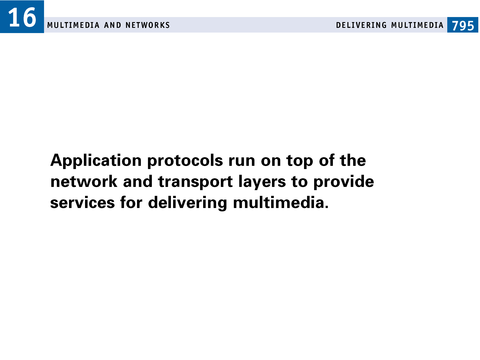 16 MULTIMEDIA AND NETWORKS DELIVERING MULTIMEDIA 795
Application protocols run on top of the
network and transport layers to provide
services for delivering multimedia.